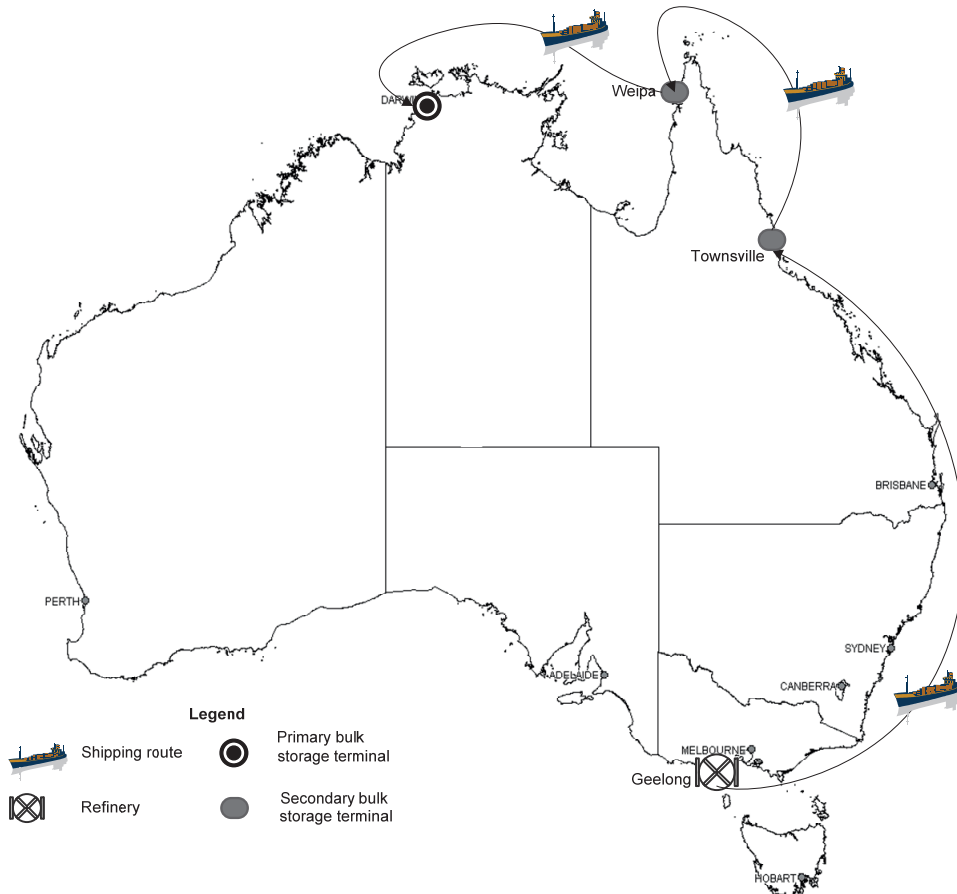 DARWIN
Weipa
Townsville
BRISBANE
PERTH
SYDNEY
ADELAIDE
CANBERRA
MELBOURNE
Geelong
HOBART
Legend
Shipping route
Primary bulk
storage terminal
Refinery
Secondary bulk
storage terminal